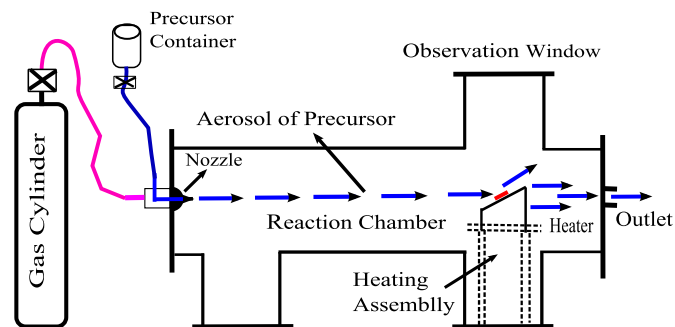 Precursor
Container
Observation Window
Aerosol of Precursor
Nozzle
Gas Cylinder
Reaction Chamber
Heater
Outlet
Heating
Assemblly